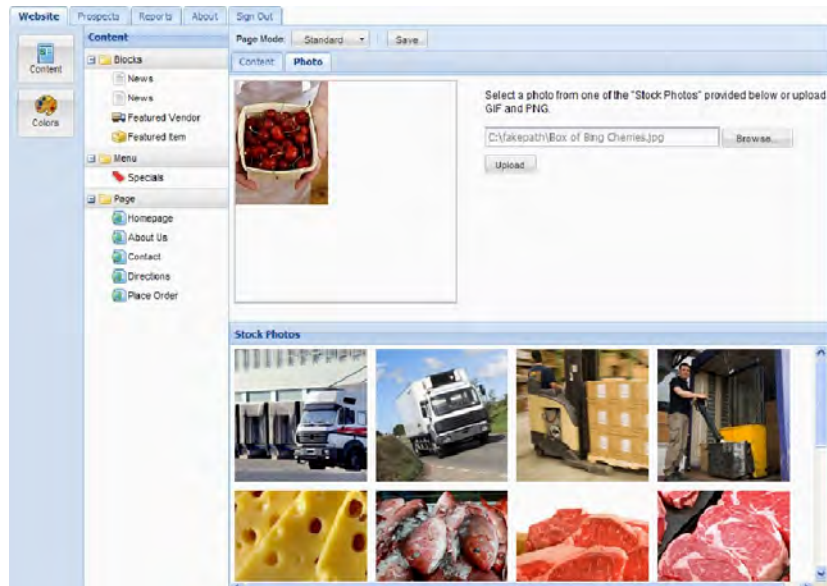 Website Prospects Reports About Sign Out
Content
Colors
Content
Blocks
News
News
Featured Vendor
Featured Item
Menu
Specials
Page
Homepage
About Us
Contact
Directions
Place Order
Page Mode: Standard Save
Content Photo
Select a photo from one of the "Stock Photos" provided below or upload
GIF and PNG.
C:\fakepath\Box of Bing Cherries.jpg Browse...
Upload
Stock Photos